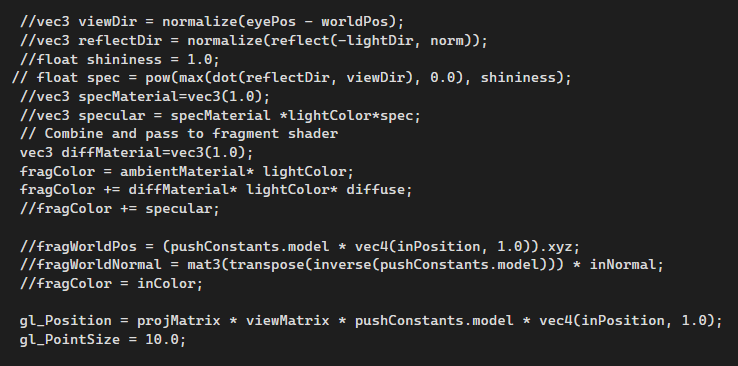 //vec3 viewDir = normalize(eyePos - worldPos);
//vec3 reflectDir = normalize(reflect(-lightDir, norm));
//float shininess = 1.0;
// float spec = pow(max(dot(reflectDir, viewDir), 0.0), shininess);
//vec3 specMaterial=vec3(1.0);
//vec3 specular = specMaterial *lightColor*spec;
// Combine and pass to fragment shader
vec3 diffMaterial=vec3(1.0);
fragColor = ambientMaterial* lightColor;
fragColor += diffMaterial* lightColor* diffuse;
//fragColor += specular;
//fragWorldPos = (pushConstants.model * vec4(inPosition, 1.0)).xyz;
//fragWorldNormal = mat3(transpose(inverse(pushConstants.model))) * inNormal;
//fragColor = inColor;
gl_Position = projMatrix * viewMatrix * pushConstants.model * vec4(inPosition, 1.0);
gl_PointSize = 10.0;